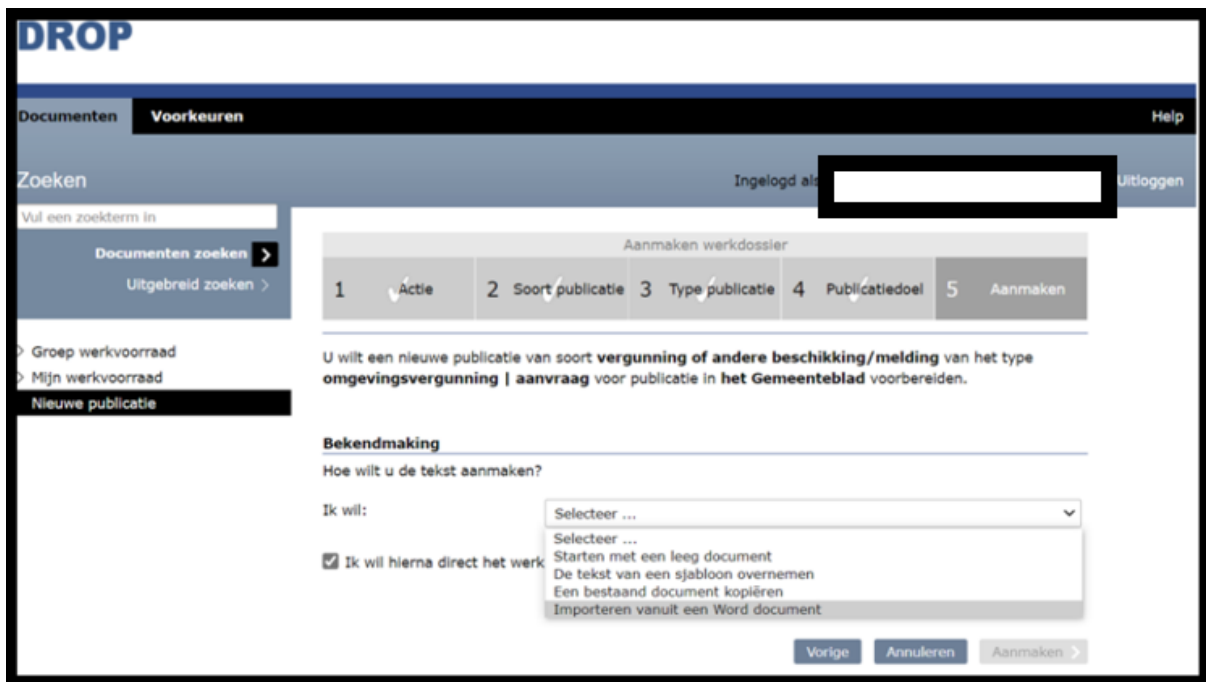 DROP
Documenten Voorkeuren Help
Zoeken
Ingelogd als Uitloggen
Vul een zoekterm in
Documenten zoeken >
Uitgebreid zoeken >
Aanmaken werkdossier
1 Actie 2 Soort publicatie 3 Type publicatie 4 Publicatiedoel 5 Aanmaken
> Groep werkvoorraad
> Mijn werkvoorraad
Nieuwe publicatie
U wilt een nieuwe publicatie van soort vergunning of andere beschikking/melding van het type
omgevingsvergunning | aanvraag voor publicatie in het Gemeenteblad voorbereiden.
Bekendmaking
Hoe wilt u de tekst aanmaken?
Ik wil: Selecteer ...
Selecteer ...
Starten met een leeg document
Ik wil hierna direct het werk
De tekst van een sjabloon overnemen
Een bestaand document kopiëren
Importeren vanuit een Word document
Vorige Annuleren Aanmaken >